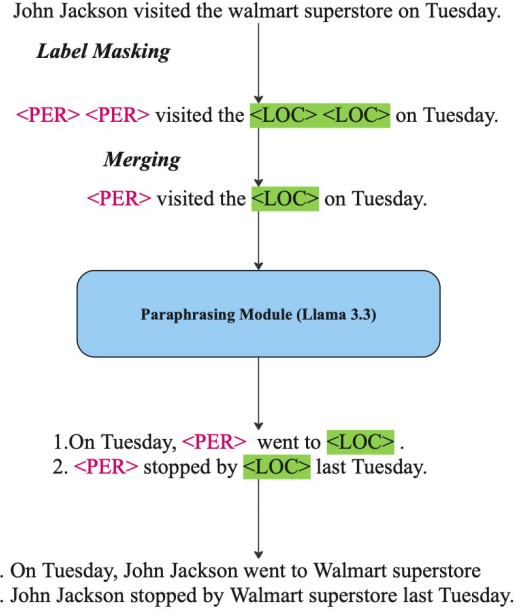 John Jackson visited the walmart superstore on Tuesday.
Label Masking
<PER> <PER> visited the <LOC> <LOC> on Tuesday.
Merging
<PER> visited the <LOC> on Tuesday.
Paraphrasing Module (Llama 3.3)
1.On Tuesday, <PER> went to <LOC> .
2. <PER> stopped by <LOC> last Tuesday.
. On Tuesday, John Jackson went to Walmart superstore
. John Jackson stopped by Walmart superstore last Tuesday.